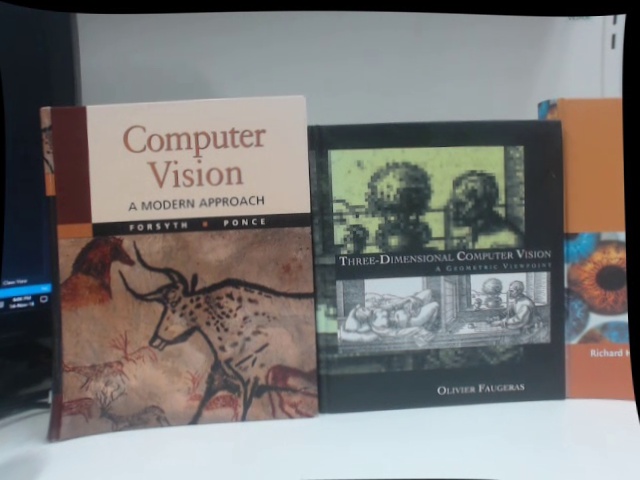 Computer
Vision
A MODERN APPROACH
FORSYTH ▪ PONCE
THREE-DIMENSIONAL COMPUTER VISION
A GEOMETRIC VIEWPOINT
OLIVIER FAUGERAS
Richard